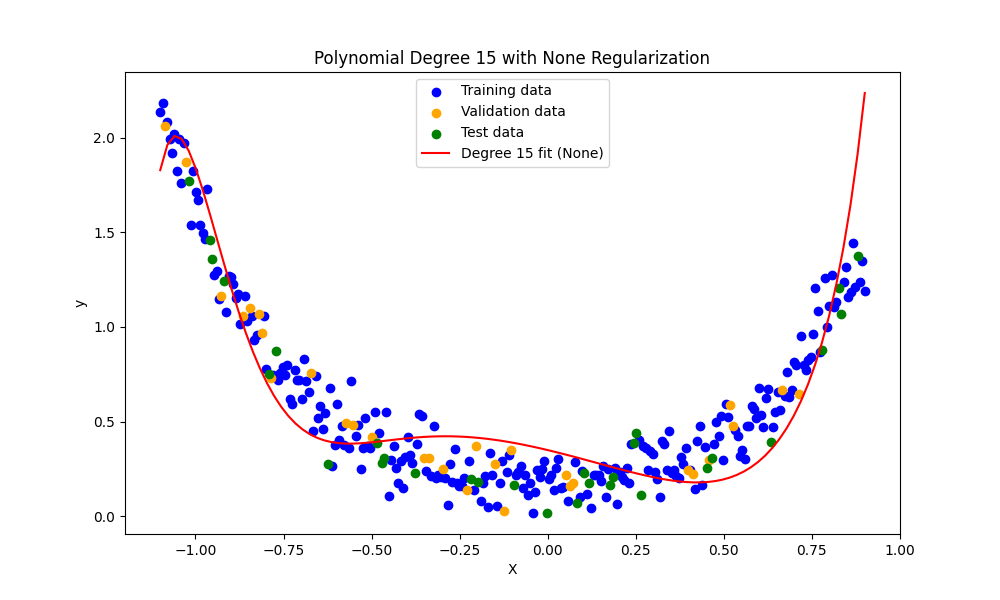 Polynomial Degree 15 with None Regularization
Training data
Validation data
Test data
Degree 15 fit (None)
y
2.0
1.5
1.0
0.5
0.0
−1.00 −0.75 −0.50 −0.25 0.00 0.25 0.50 0.75 1.00
X